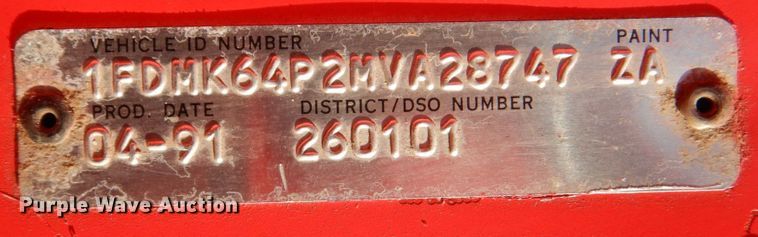 VEHICLE ID NUMBER PAINT
1FDMK64P2MVA28747 ZA
PROD. DATE DISTRICT/DSO NUMBER
04-91 260101
Purple Wave Auction